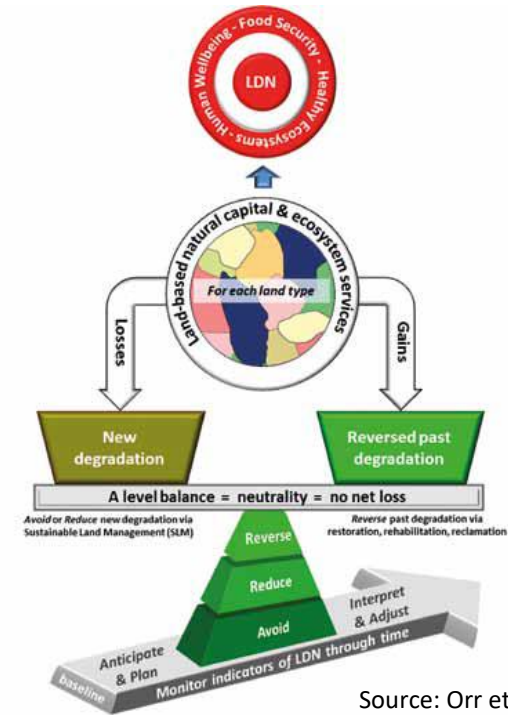 Human Wellbeing - Food Security - Healthy Ecosystems -
LDN
Land-based natural capital & ecosystem services
For each land type
Losses
Gains
New
degradation
Reversed past
degradation
A level balance = neutrality = no net loss
Avoid or Reduce new degradation via
Sustainable Land Management (SLM)
Reverse past degradation via
restoration, rehabilitation, reclamation
Reverse
Reduce
Avoid
Anticipate
& Plan
Interpret
& Adjust
baseline
Monitor indicators of LDN through time
Source: Orr et